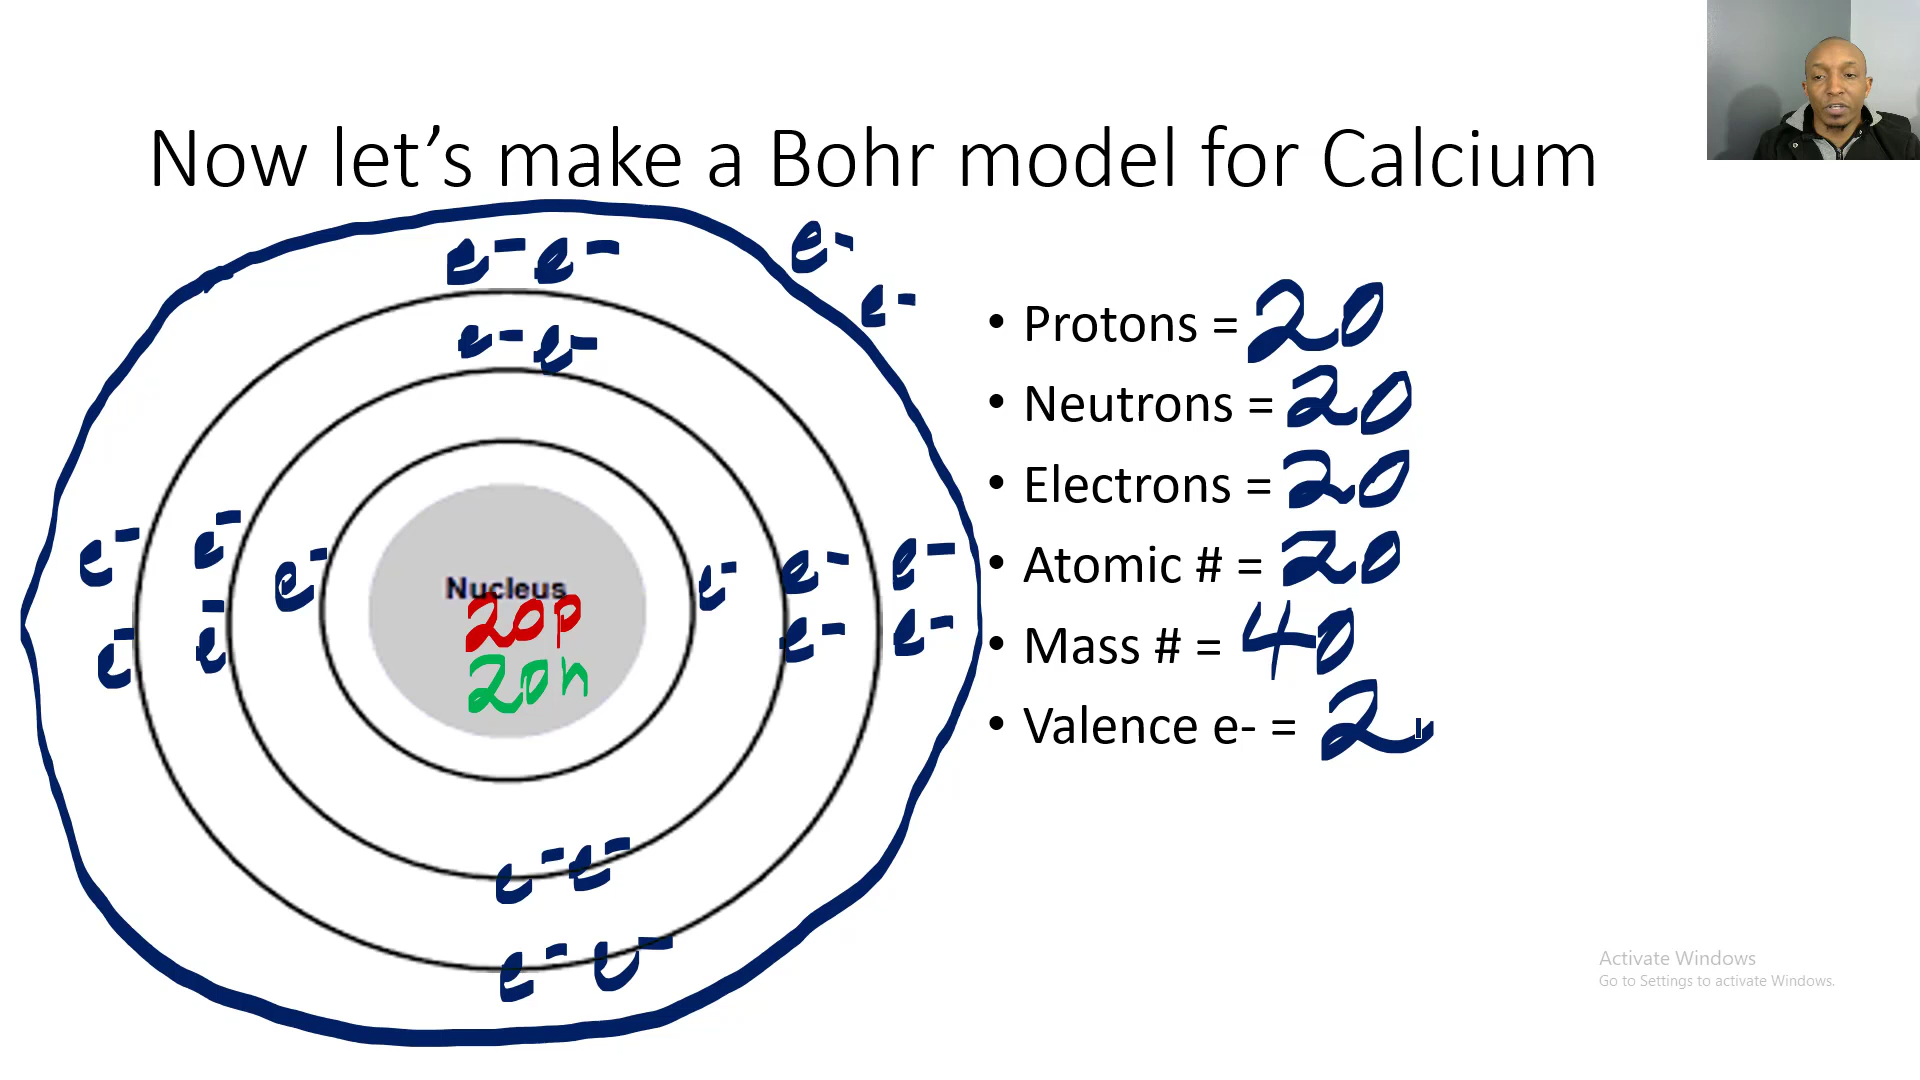 Now let's make a Bohr model for Calcium
e- e-
e-
e-
e- e-
• Protons = 20
• Neutrons = 20
• Electrons = 20
• Atomic # = 20
• Mass # = 40
• Valence e- = 2
e- e- e- e- e- e-
Nucleus
20p
20n
e- e- e- e-
e- e-
e- e-
Activate Windows
Go to Settings to activate Windows.